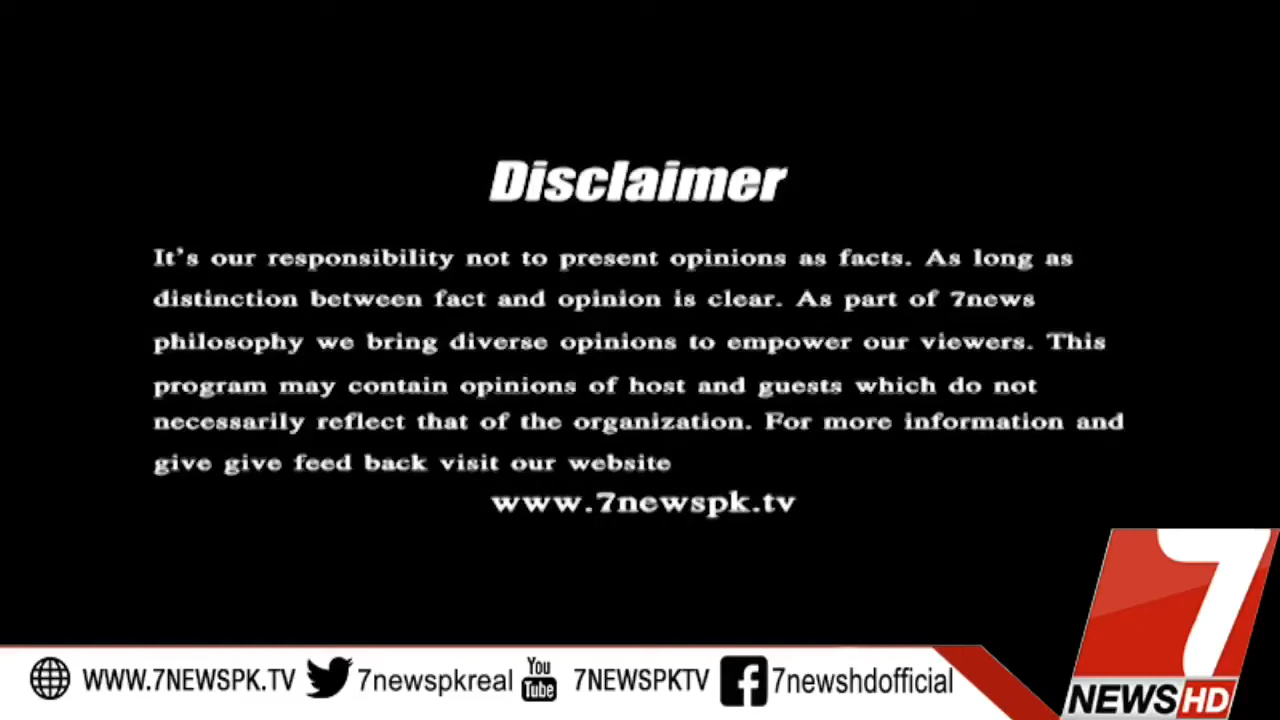 Disclaimer
It's our responsibility not to present opinions as facts. As long as
distinction between fact and opinion is clear. As part of 7news
philosophy we bring diverse opinions to empower our viewers. This
program may contain opinions of host and guests which do not
necessarily reflect that of the organization. For more information and
give give feed back visit our website
www.7newspk.tv
7
NEWS HD
WWW.7NEWSPK.TV 7newspkreal You Tube 7NEWSPKTV f 7newshdofficial